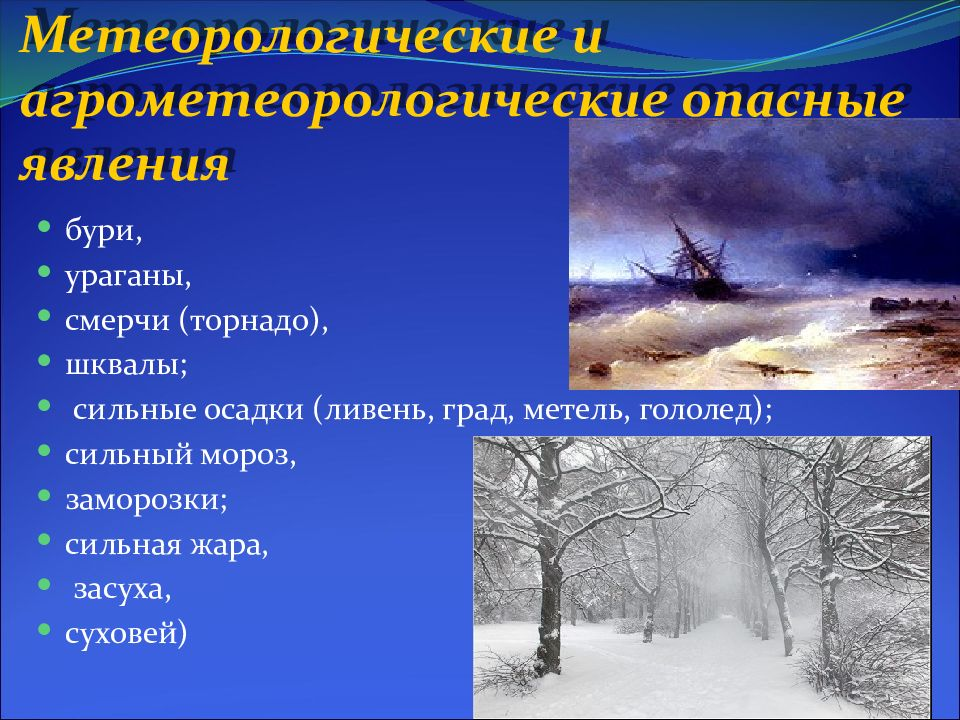 Метеорологические и
агрометеорологические опасные
явления
бури,
ураганы,
смерчи (торнадо),
шквалы;
сильные осадки (ливень, град, метель, гололед);
сильный мороз,
заморозки;
сильная жара,
засуха,
суховей)